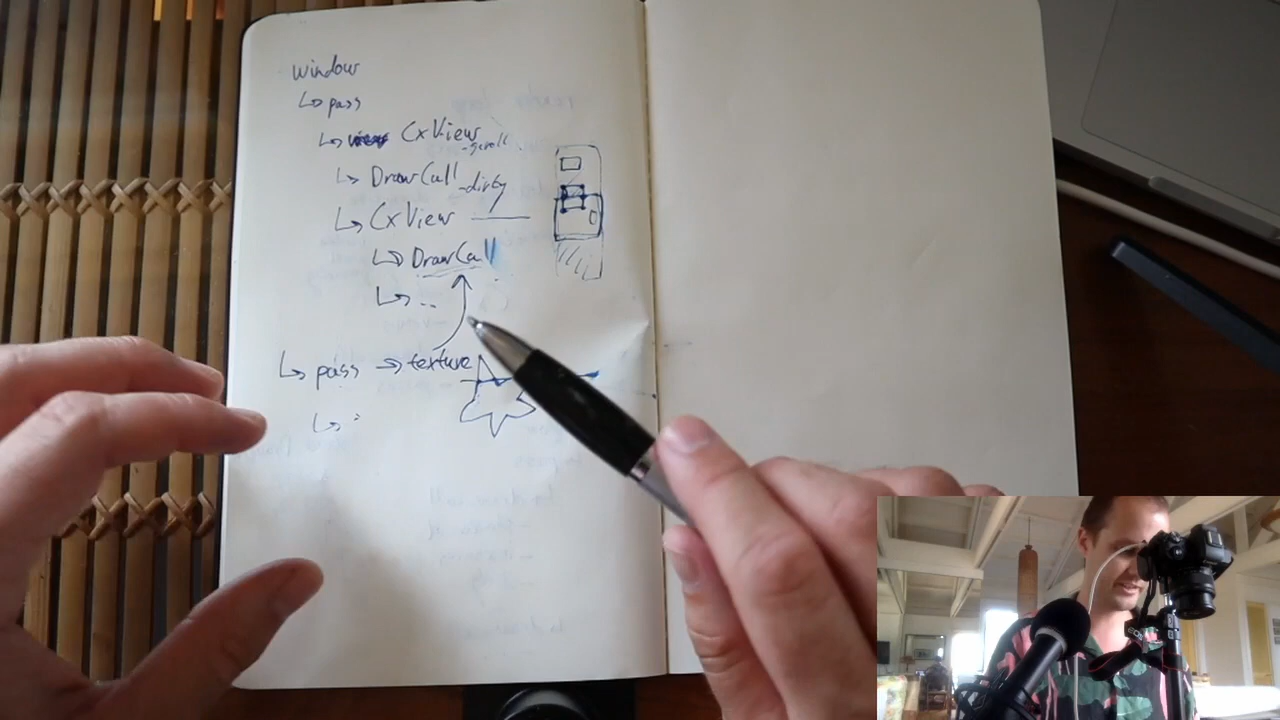 window
↳ pass
↳ CxView
-scroll
↳ DrawCall
-dirty
↳ CxView
↳ DrawCall
↳ ...
↳ pass → texture
↳